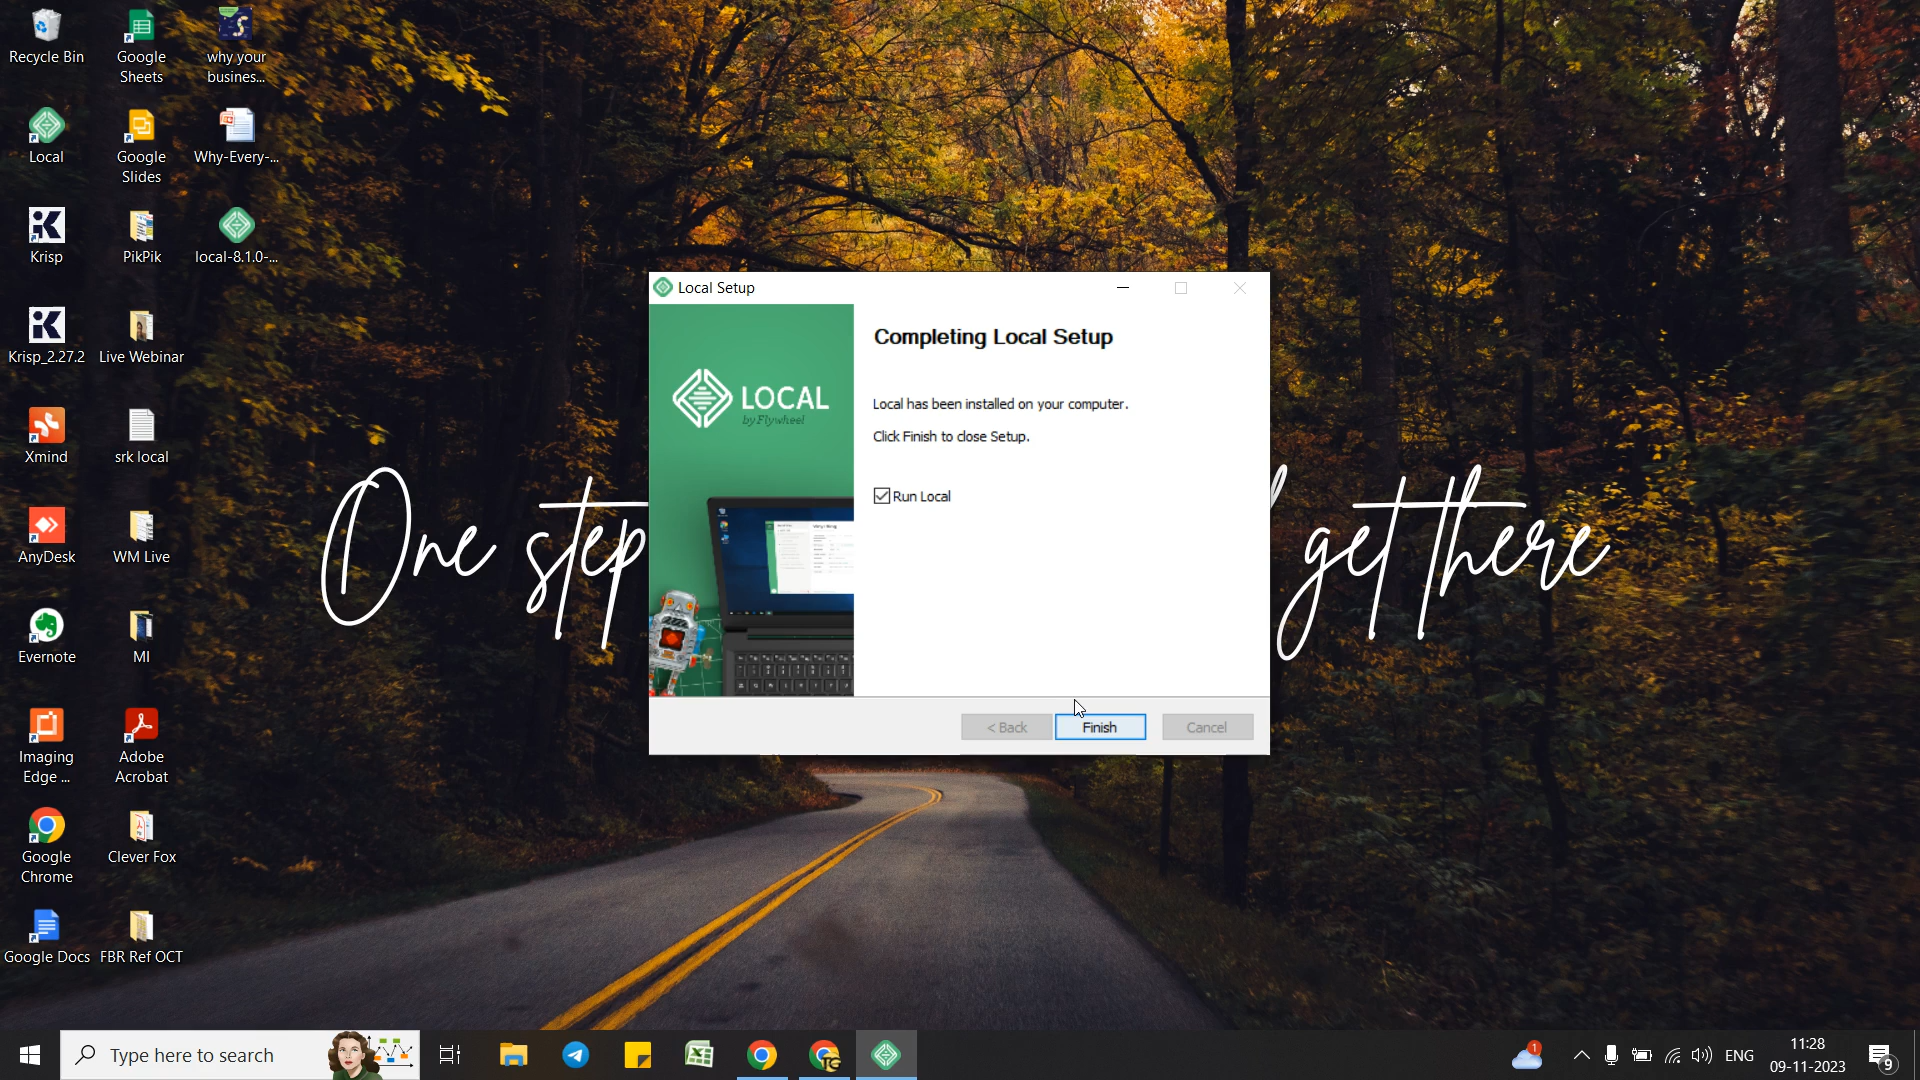 Recycle Bin
Google
Sheets
why your
busines...
Local
Google
Slides
Why-Every-...
Krisp
PikPik
local-8.1.0-...
Krisp_2.27.2
Live Webinar
Xmind
srk local
AnyDesk
WM Live
Evernote
MI
Imaging
Edge ...
Adobe
Acrobat
Google
Chrome
Clever Fox
Google Docs
FBR Ref OCT
One step
get there
Local Setup
LOCAL
by Flywheel
Completing Local Setup
Local has been installed on your computer.
Click Finish to close Setup.
Run Local
< Back
Finish
Cancel
Type here to search
1
ENG
11:28
09-11-2023
9